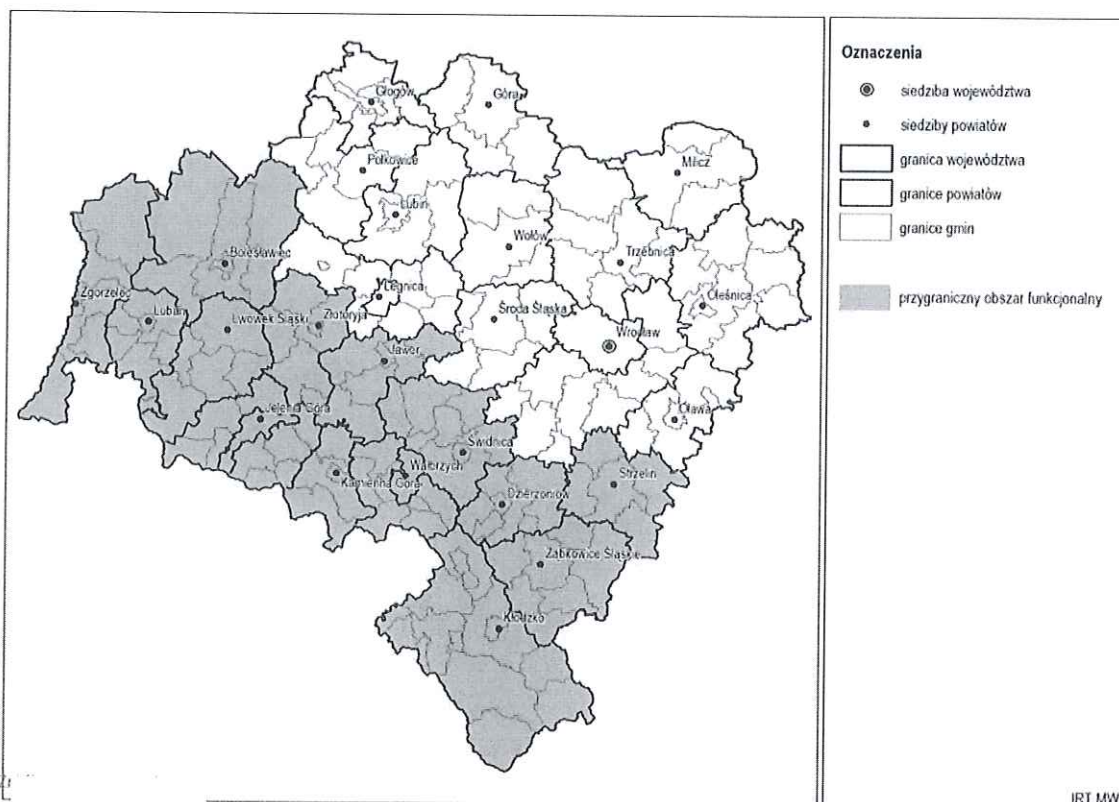 Głogów
Góra
Polkowice
Milicz
Lubin
Wołów
Trzebnica
Bolesławiec
Legnica
Oleśnica
Zgorzelec
Lubań
Lwówek Śląski
Złotoryja
Środa Śląska
Wrocław
Jawor
Jelenia Góra
Oława
Świdnica
Wałbrzych
Kamienna Góra
Strzelin
Dzierżoniów
Ząbkowice Śląskie
Kłodzko
Oznaczenia
siedziba województwa
siedziby powiatów
granica województwa
granice powiatów
granice gmin
przygraniczny obszar funkcjonalny
IRT MW